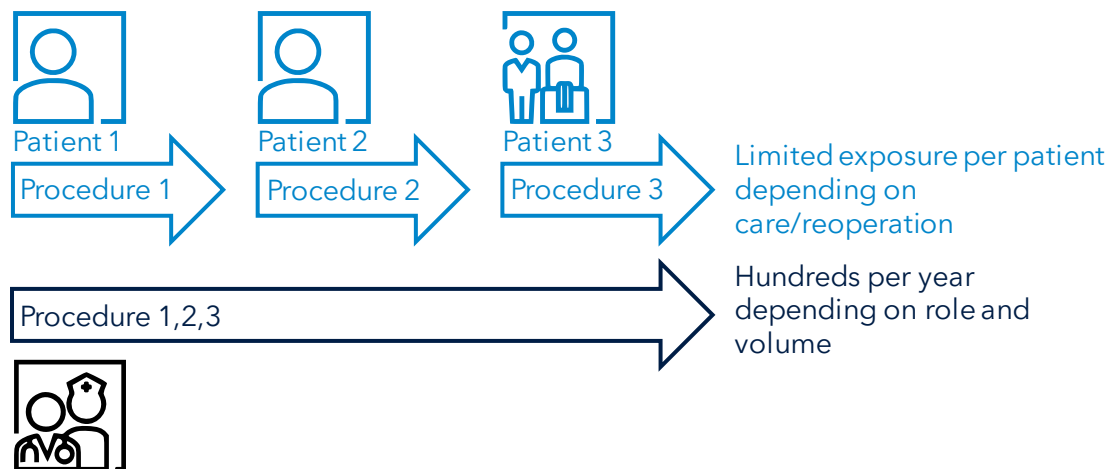 Patient 1
Patient 2
Patient 3
Procedure 1
Procedure 2
Procedure 3
Limited exposure per patient
depending on
care/reoperation
Procedure 1,2,3
Hundreds per year
depending on role and
volume